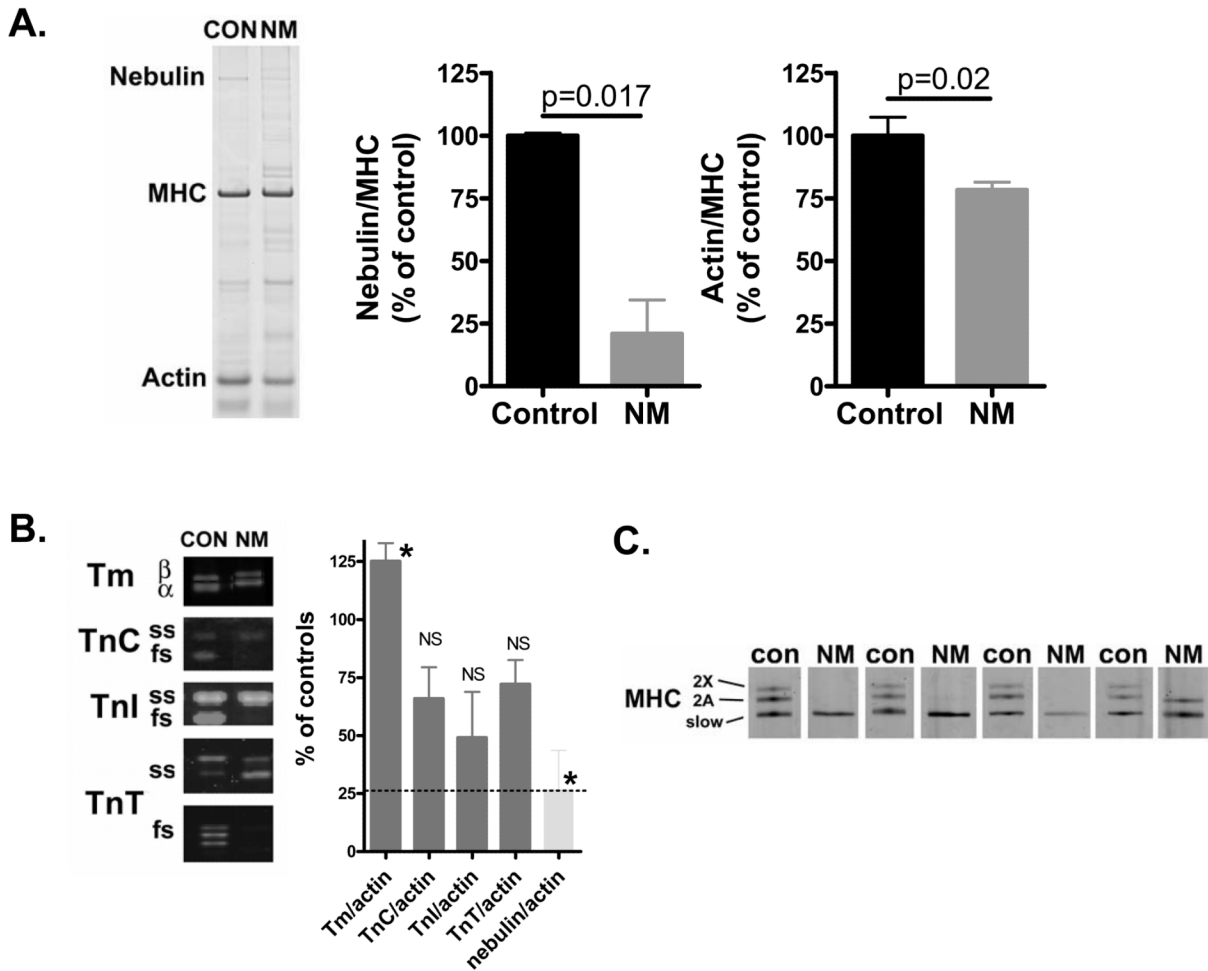 A.
CON NM
Nebulin
MHC
Actin
Nebulin/MHC
(% of control)
125
100
75
50
25
0
p=0.017
Control NM
Actin/MHC
(% of control)
125
100
75
50
25
0
p=0.02
Control NM
B.
CON NM
Tm β
α
TnC ss
fs
TnI ss
fs
TnT
ss
fs
% of controls
125
100
75
50
25
0
*
NS
NS
NS
*
Tm/actin
TnC/actin
TnI/actin
TnT/actin
nebulin/actin
C.
con NM con NM con NM con NM
MHC
2X
2A
slow